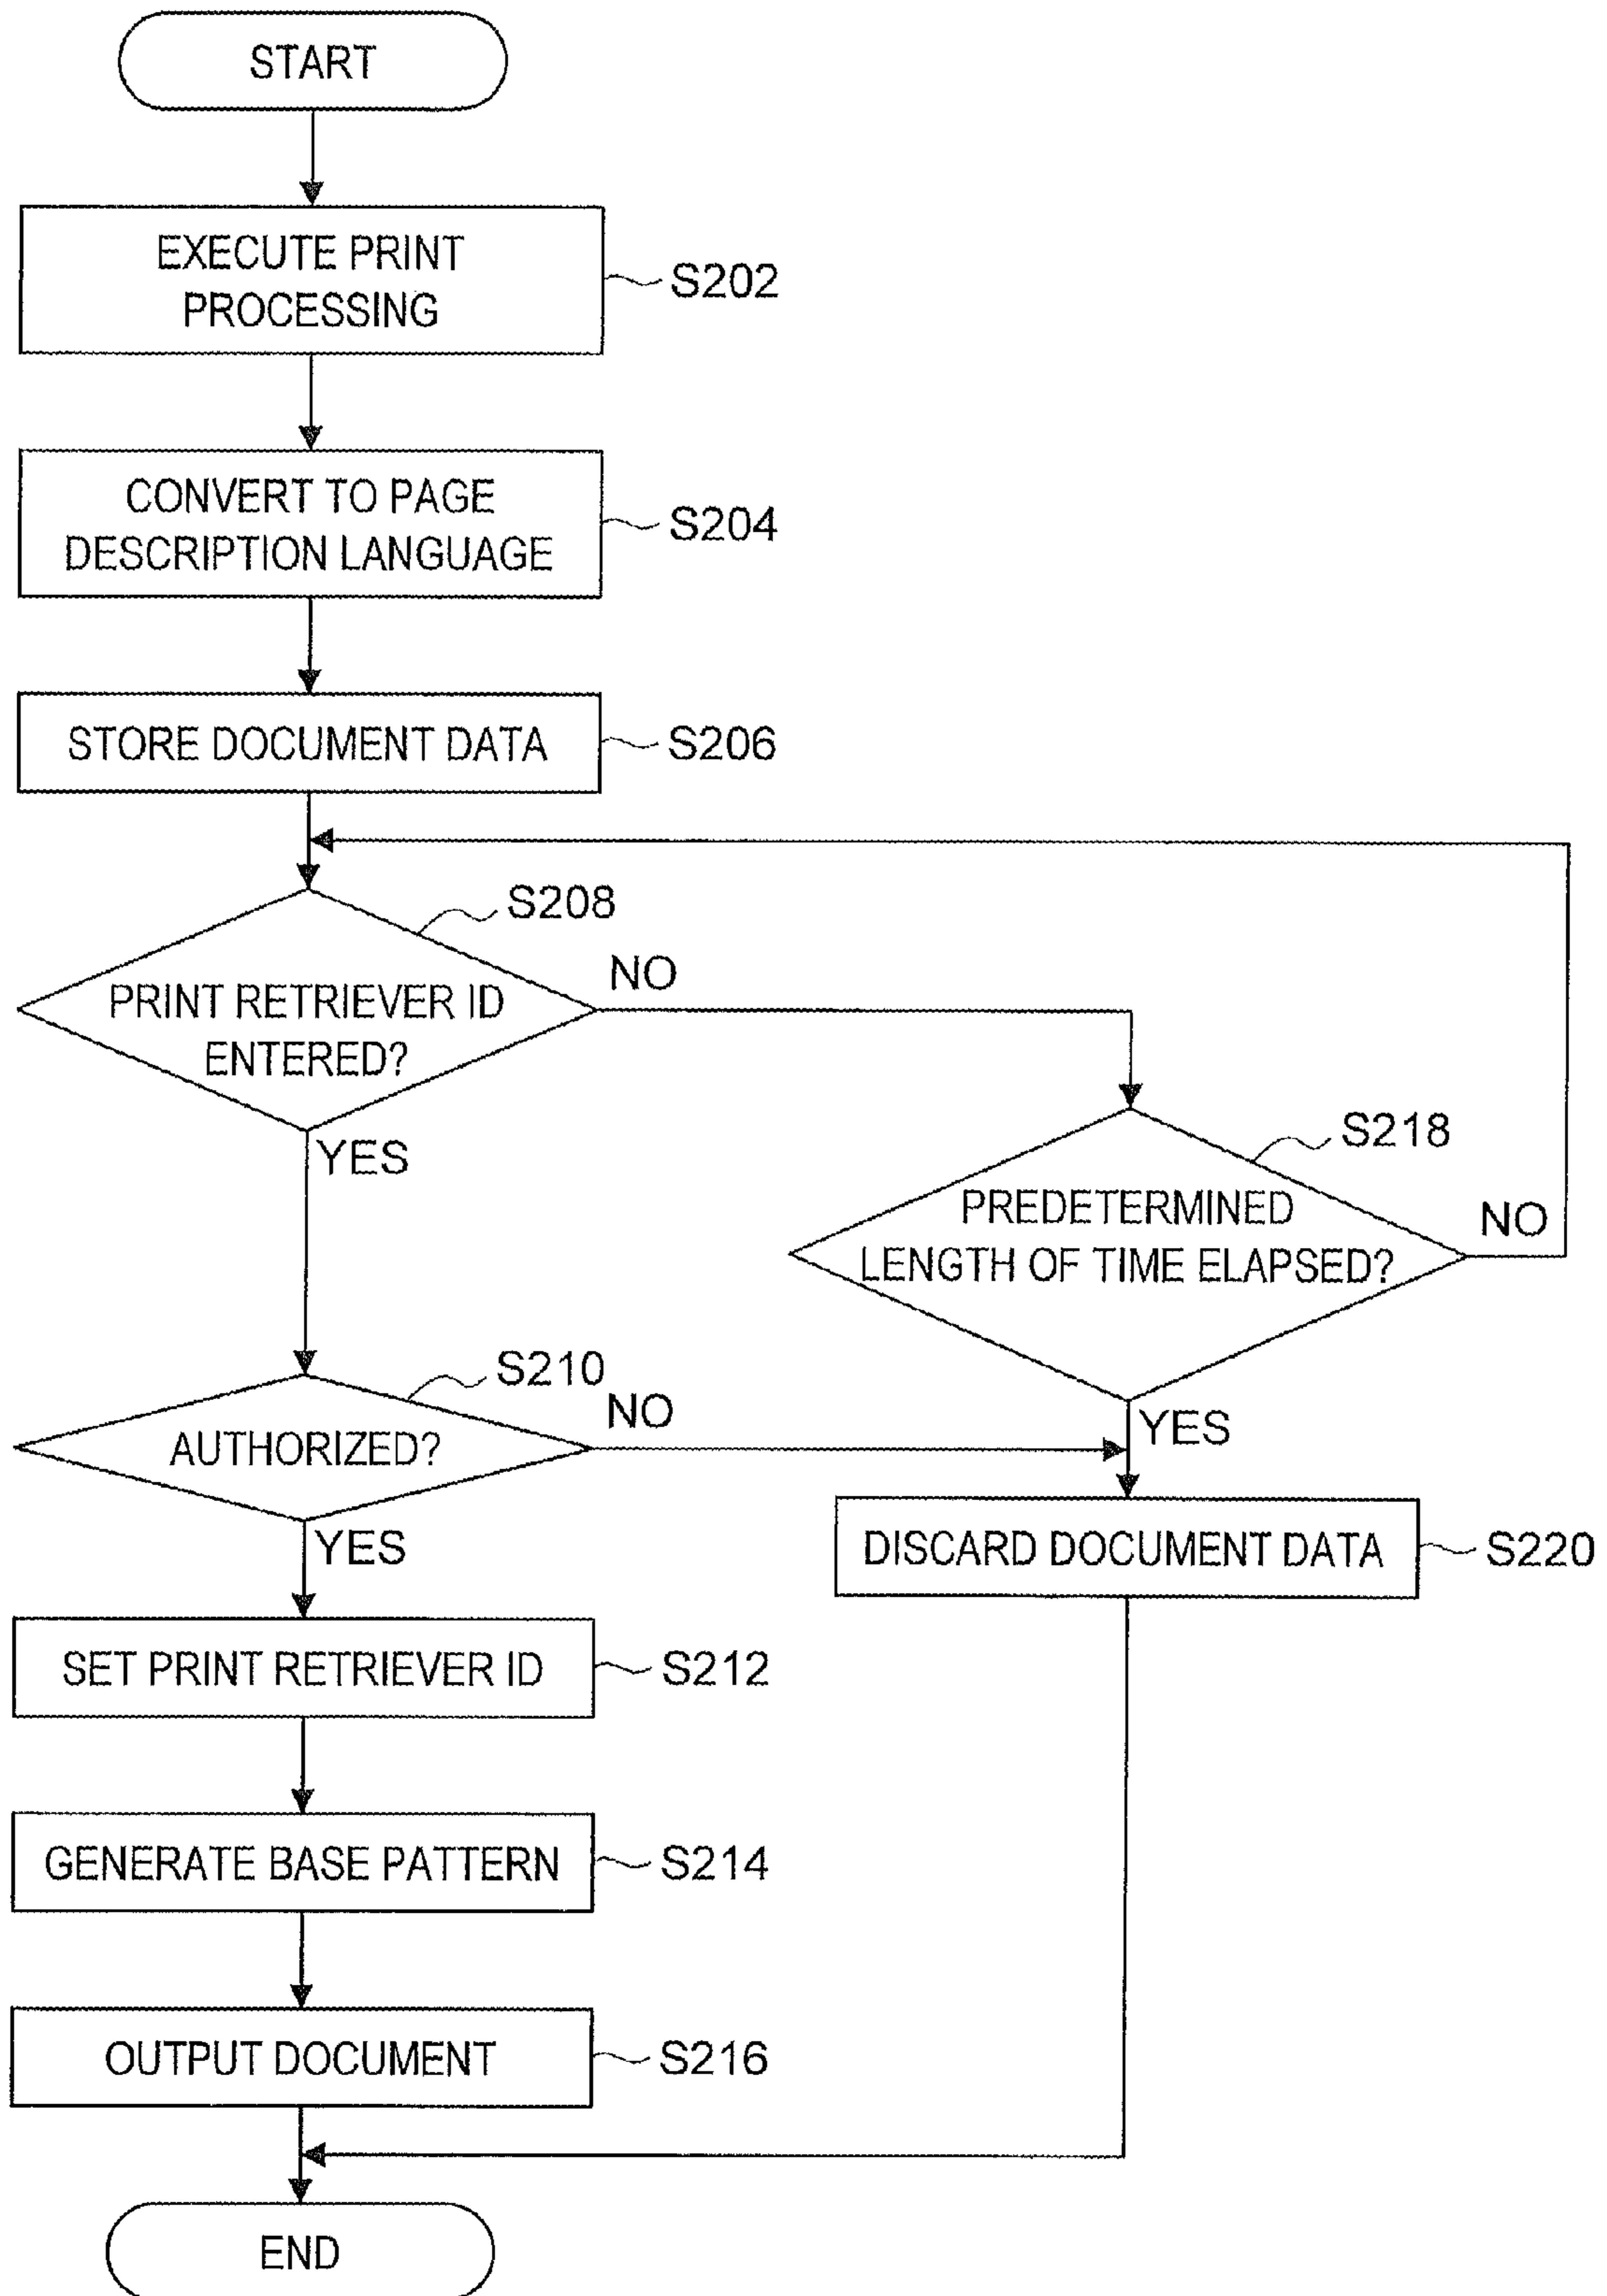 START
EXECUTE PRINT
PROCESSING
S202
CONVERT TO PAGE
DESCRIPTION LANGUAGE
S204
STORE DOCUMENT DATA
S206
S208
PRINT RETRIEVER ID
ENTERED?
NO
YES
S218
PREDETERMINED
LENGTH OF TIME ELAPSED?
NO
YES
S210
AUTHORIZED?
NO
YES
DISCARD DOCUMENT DATA
S220
SET PRINT RETRIEVER ID
S212
GENERATE BASE PATTERN
S214
OUTPUT DOCUMENT
S216
END